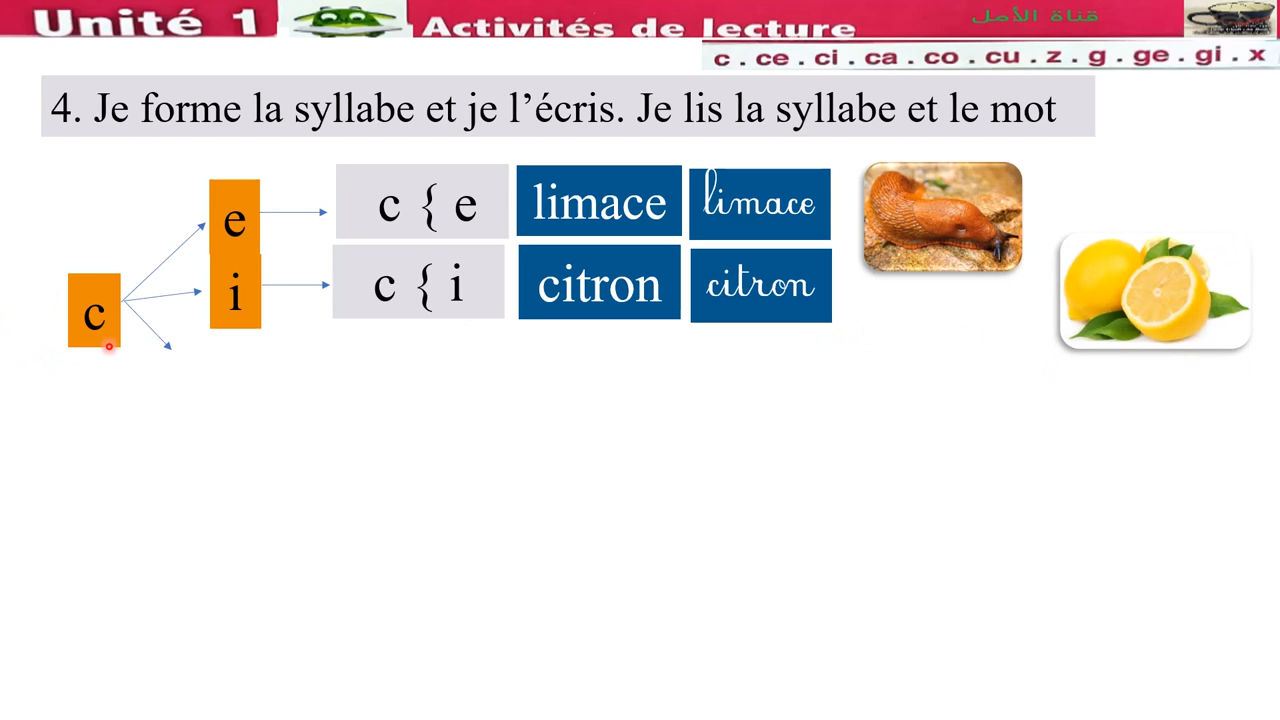 Unité 1 Activités de lecture قناة الأمل
c . ce . ci . ca . co . cu . z . g . ge . gi . x
4. Je forme la syllabe et je l’écris. Je lis la syllabe et le mot
e c { e limace limace
c i c { i citron citron